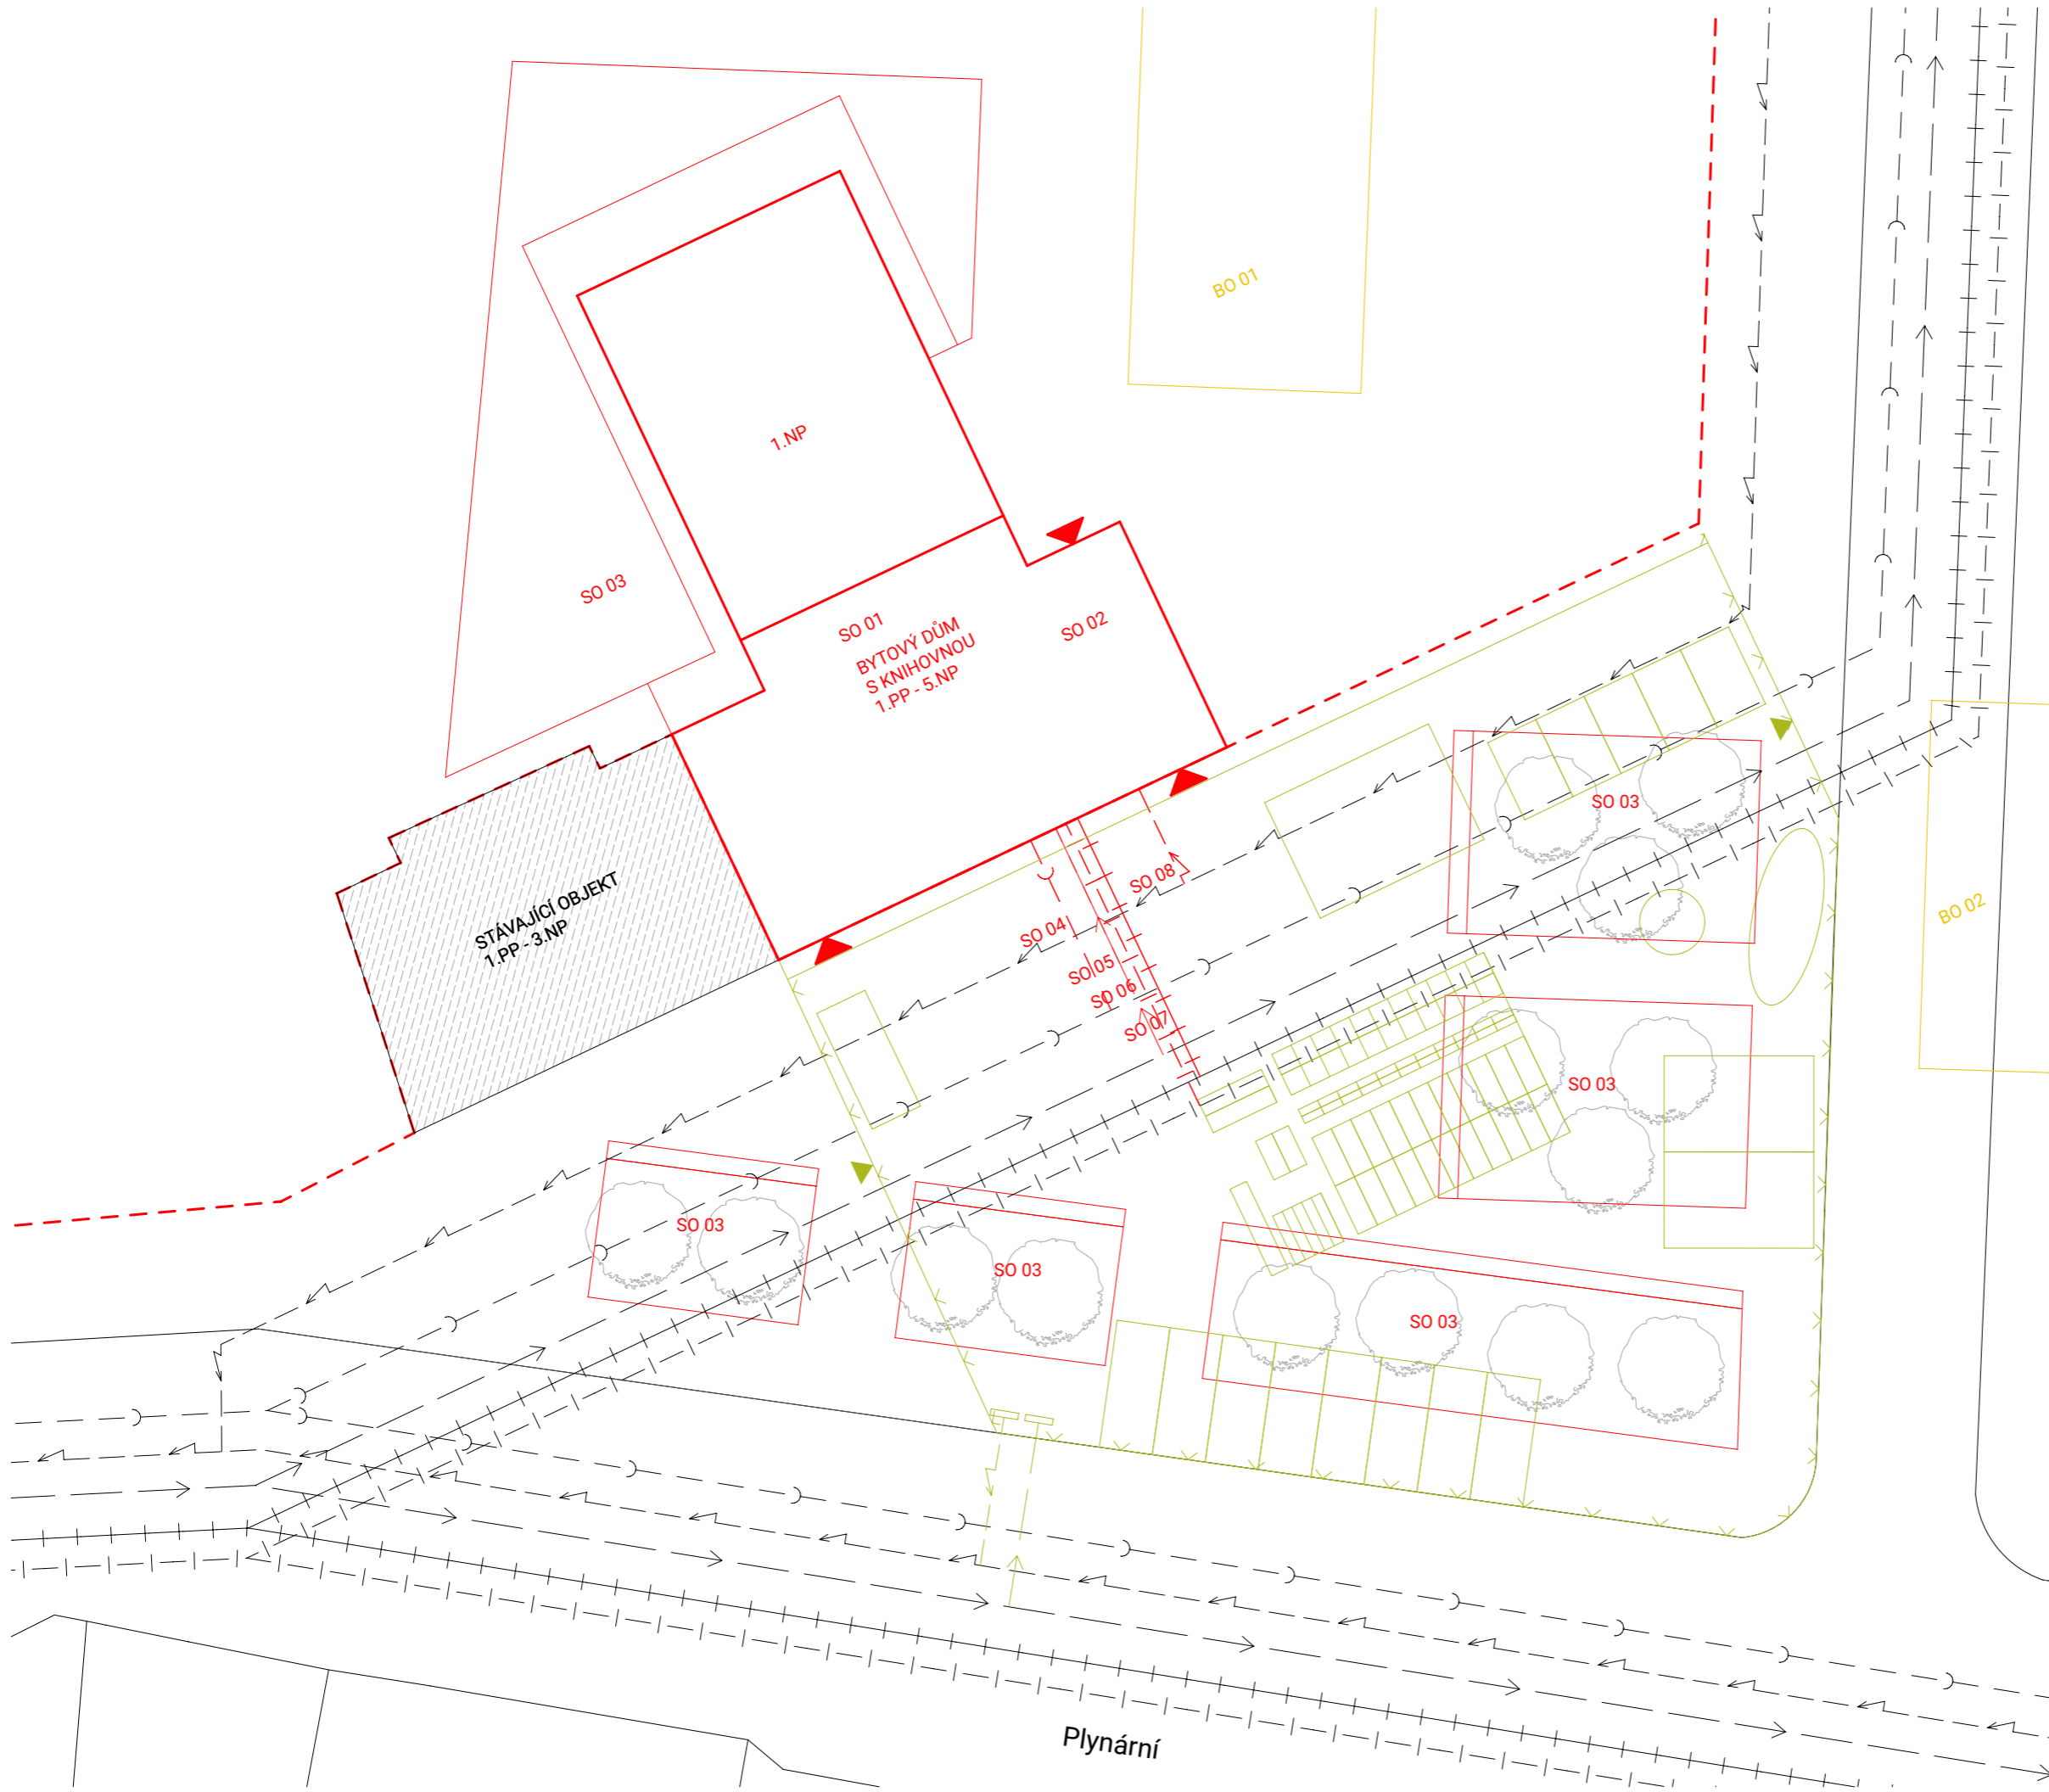 BO 01
1.NP
SO 03
SO 01
BYTOVÝ DŮM
S KNIHOVNOU
1.PP - 5.NP
SO 02
SO 03
STÁVAJÍCÍ OBJEKT
1.PP - 3.NP
SO 08
SO 04
SO 05
SO 06
SO 07
BO 02
SO 03
SO 03
SO 03
SO 03
Plynární